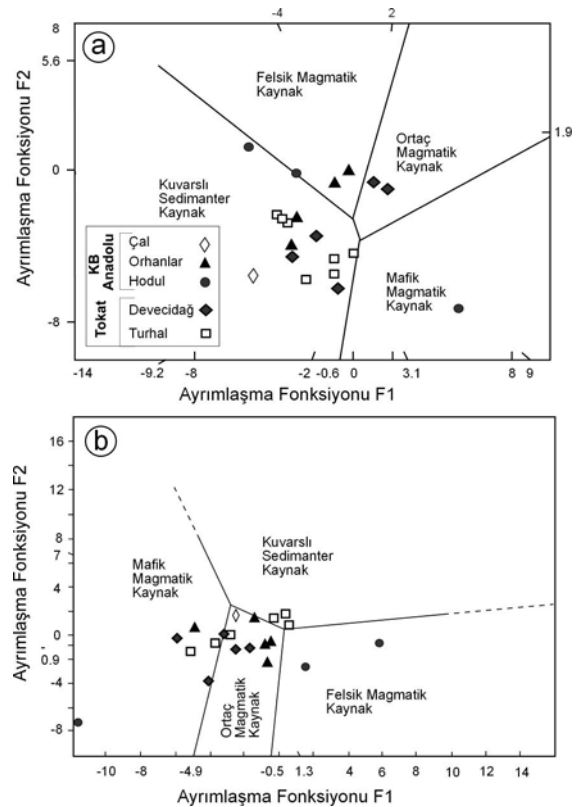 -4 2
8
a
5.6
Felsik Magmatik
Kaynak
Ortaç
Magmatik
Kaynak
1.9
0
Kuvarslı
Sedimanter
Kaynak
Ayrımlaşma Fonksiyonu F2
KB
Anadolu
Çal
Orhanlar
Hodul
Tokat
Devecidağ
Turhal
Mafik
Magmatik
Kaynak
-8
-14 -9.2 -8 -2 -0.6 0 3.1 8 9
Ayrımlaşma Fonksiyonu F1
b
16
12
8
7
4
0
-
0.9
-4
-8
Ayrımlaşma Fonksiyonu F2
Kuvarslı
Sedimanter
Kaynak
Mafik
Magmatik
Kaynak
Ortaç
Magmatik
Kaynak
Felsik Magmatik
Kaynak
-10 -4.9 -0.5 1.3 4 6 8 10 12 14
Ayrımlaşma Fonksiyonu F1